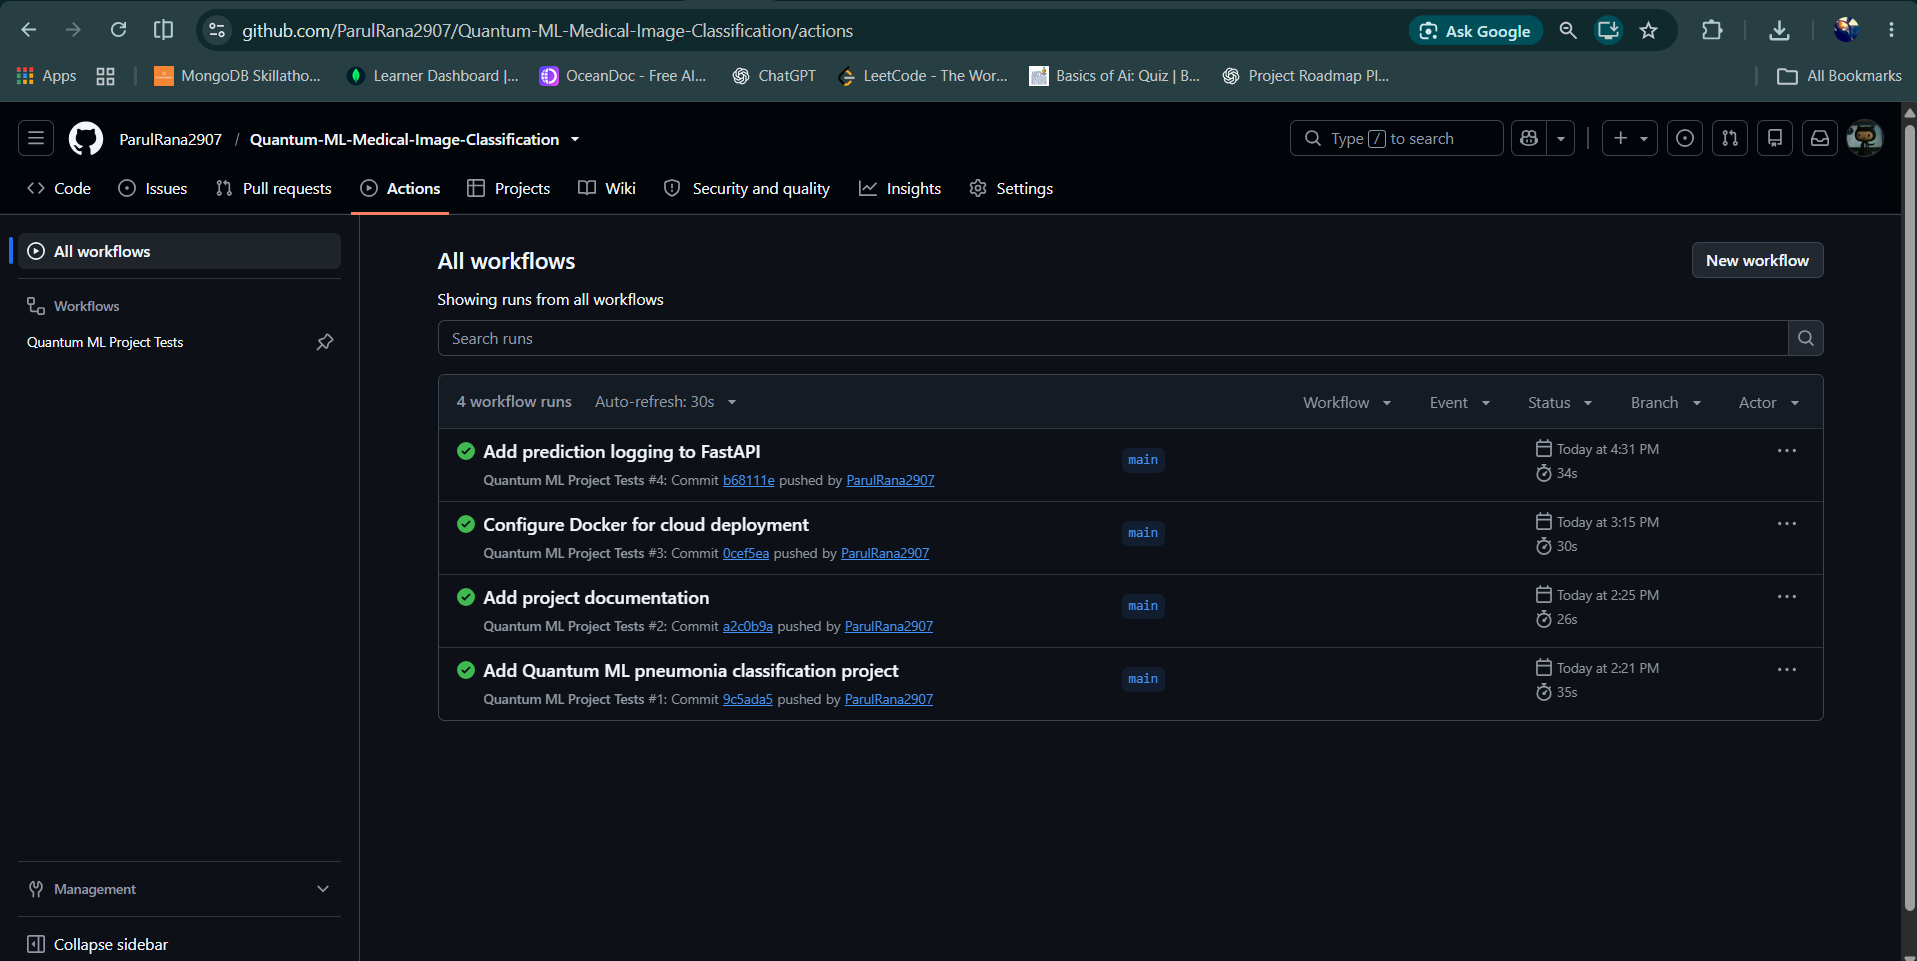 github.com/ParulRana2907/Quantum-ML-Medical-Image-Classification/actions
Ask Google
Apps
MongoDB Skillatho...
Learner Dashboard |...
OceanDoc - Free AI...
ChatGPT
LeetCode - The Wor...
Basics of Ai: Quiz | B...
Project Roadmap Pl...
All Bookmarks
ParulRana2907 / Quantum-ML-Medical-Image-Classification
Type / to search
Code
Issues
Pull requests
Actions
Projects
Wiki
Security and quality
Insights
Settings
All workflows
Workflows
Quantum ML Project Tests
Management
Collapse sidebar
All workflows
New workflow
Showing runs from all workflows
Search runs
4 workflow runs
Auto-refresh: 30s
Workflow
Event
Status
Branch
Actor
Add prediction logging to FastAPI
Quantum ML Project Tests #4: Commit b68111e pushed by ParulRana2907
main
Today at 4:31 PM
34s
Configure Docker for cloud deployment
Quantum ML Project Tests #3: Commit 0cef5ea pushed by ParulRana2907
main
Today at 3:15 PM
30s
Add project documentation
Quantum ML Project Tests #2: Commit a2c0b9a pushed by ParulRana2907
main
Today at 2:25 PM
26s
Add Quantum ML pneumonia classification project
Quantum ML Project Tests #1: Commit 9c5ada5 pushed by ParulRana2907
main
Today at 2:21 PM
35s